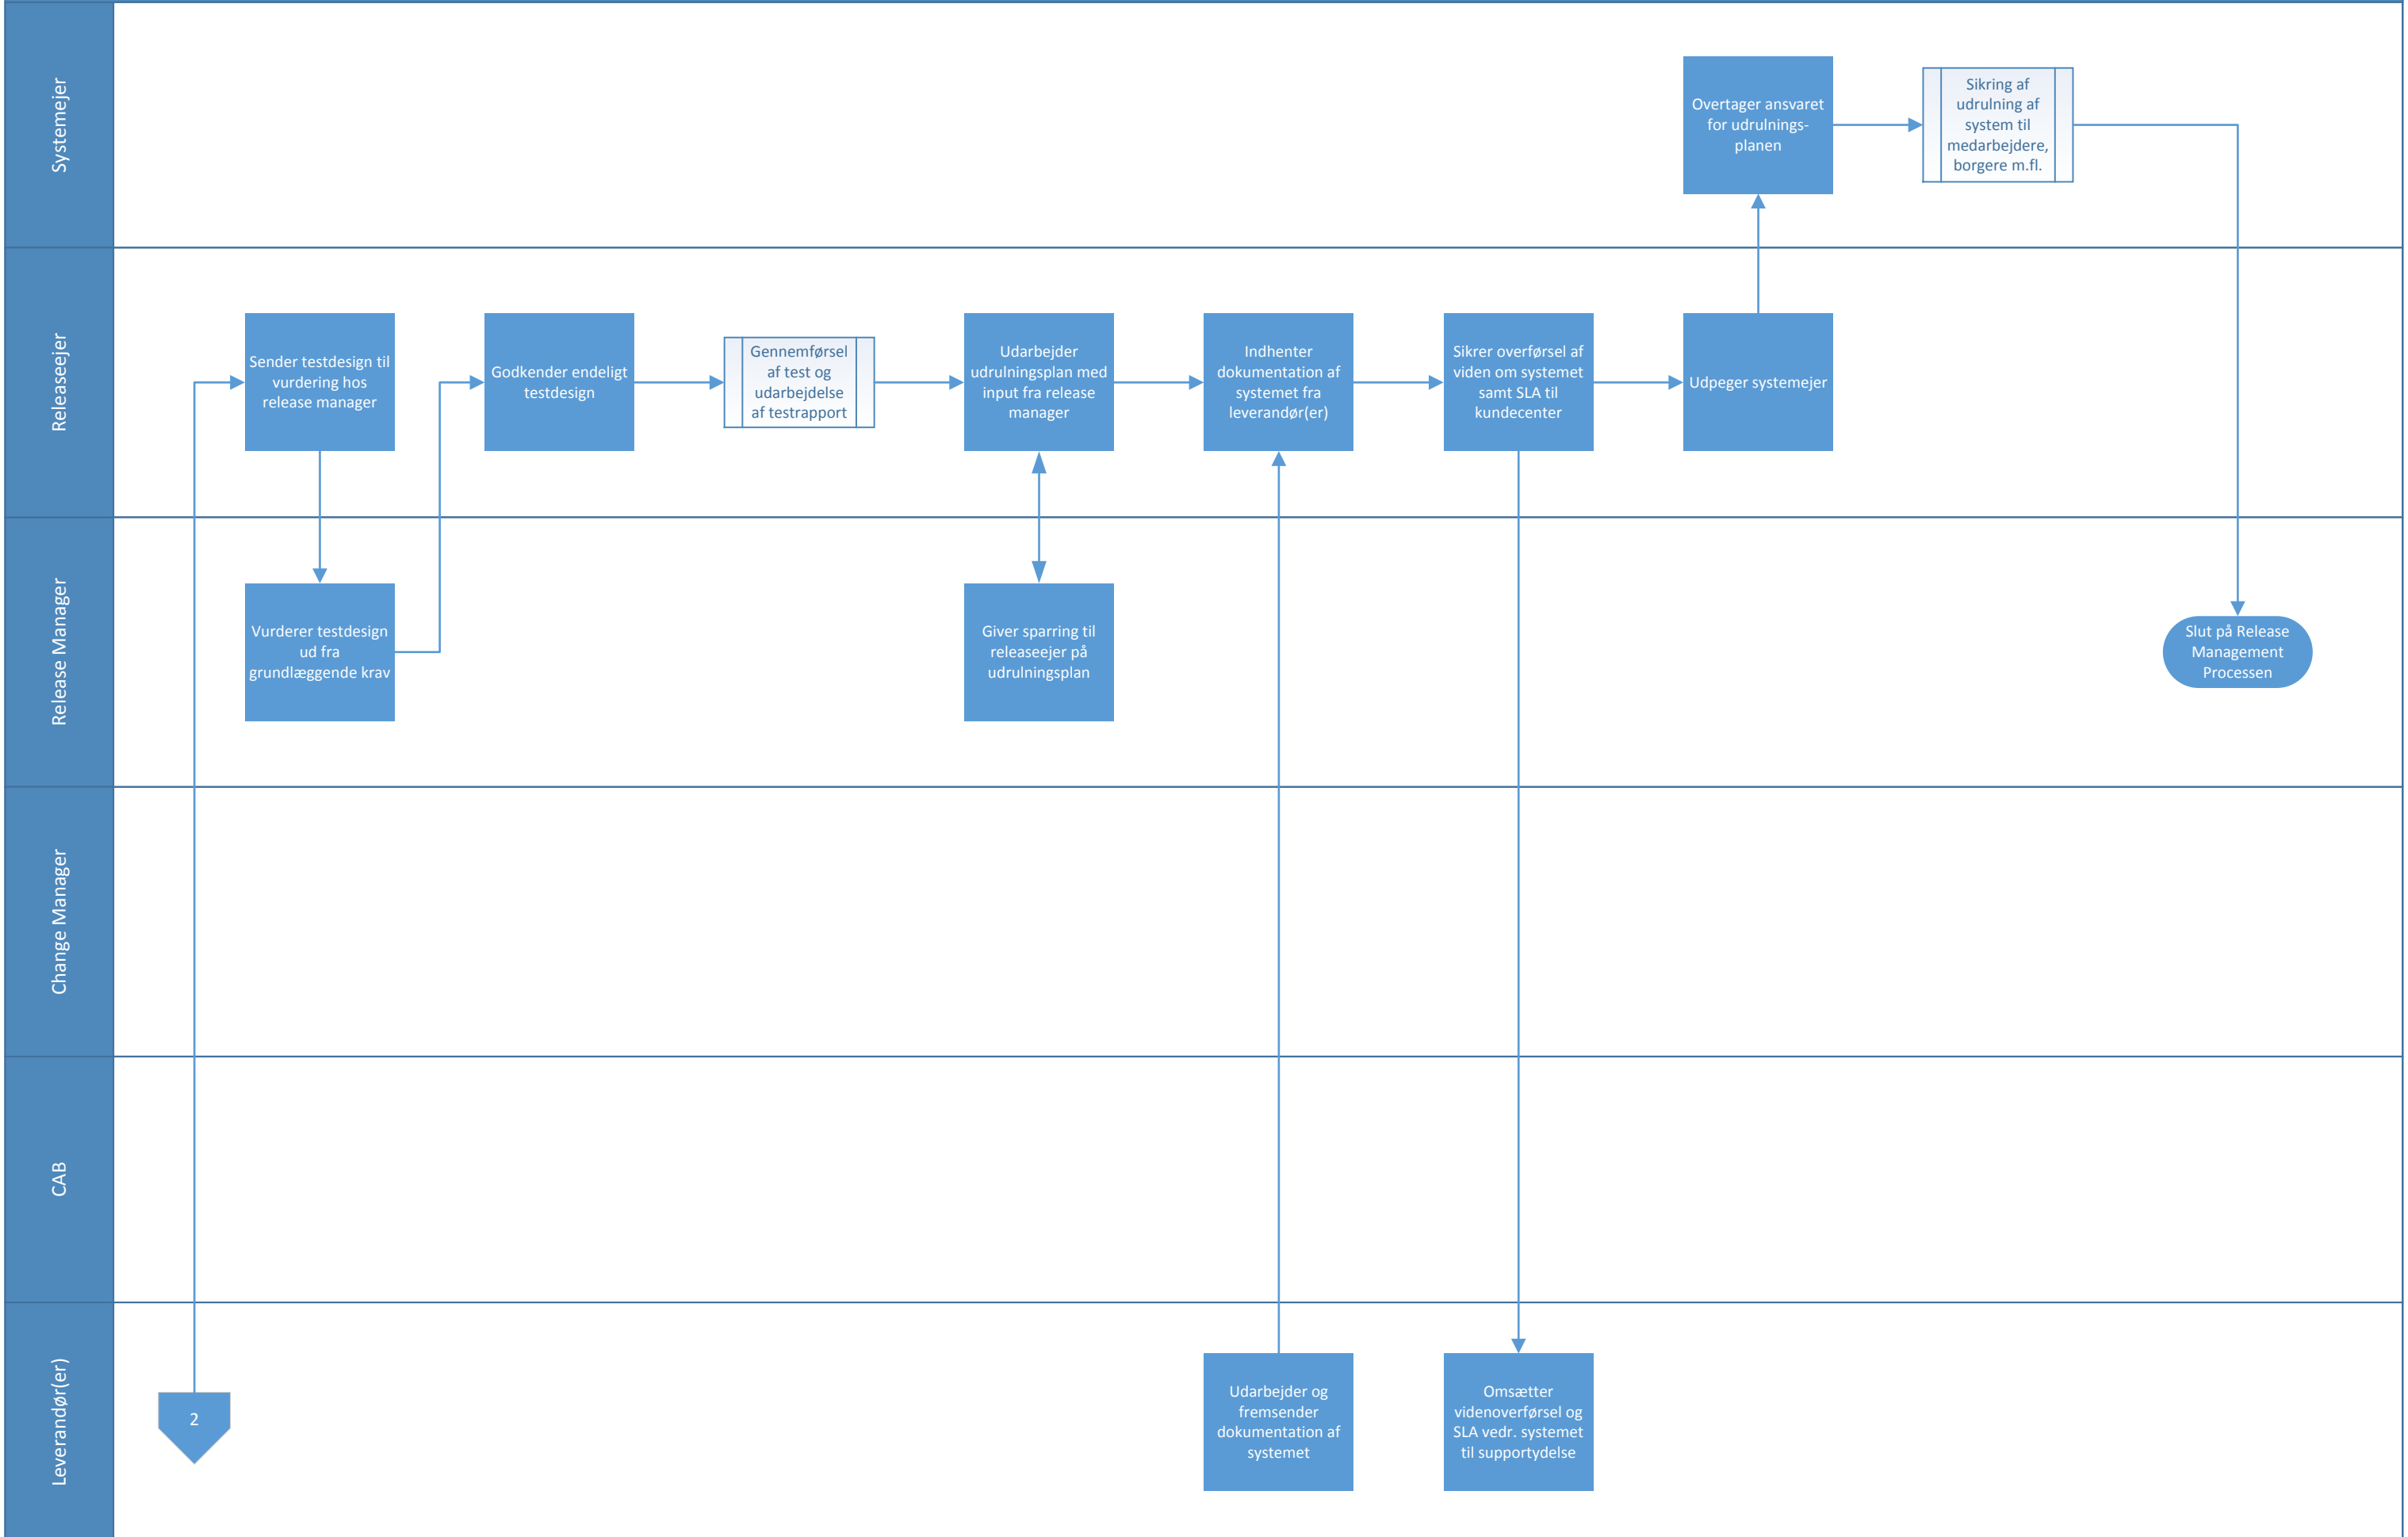 Systemejer
Overtager ansvaret
for udrulnings-
planen
Sikring af
udrulning af
system til
medarbejdere,
borgere m.fl.
Releaseejer
Sender testdesign til
vurdering hos
release manager
Godkender endeligt
testdesign
Gennemførsel
af test og
udarbejdelse
af testrapport
Udarbejder
udrulningsplan med
input fra release
manager
Indhenter
dokumentation af
systemet fra
leverandør(er)
Sikrer overførsel af
viden om systemet
samt SLA til
kundecenter
Udpeger systemejer
Release Manager
Vurderer testdesign
ud fra
grundlæggende krav
Giver sparring til
releaseejer på
udrulningsplan
Slut på Release
Management
Processen
Change Manager
CAB
Leverandør(er)
2
Udarbejder og
fremsender
dokumentation af
systemet
Omsætter
videnoverførsel og
SLA vedr. systemet
til supportydelse